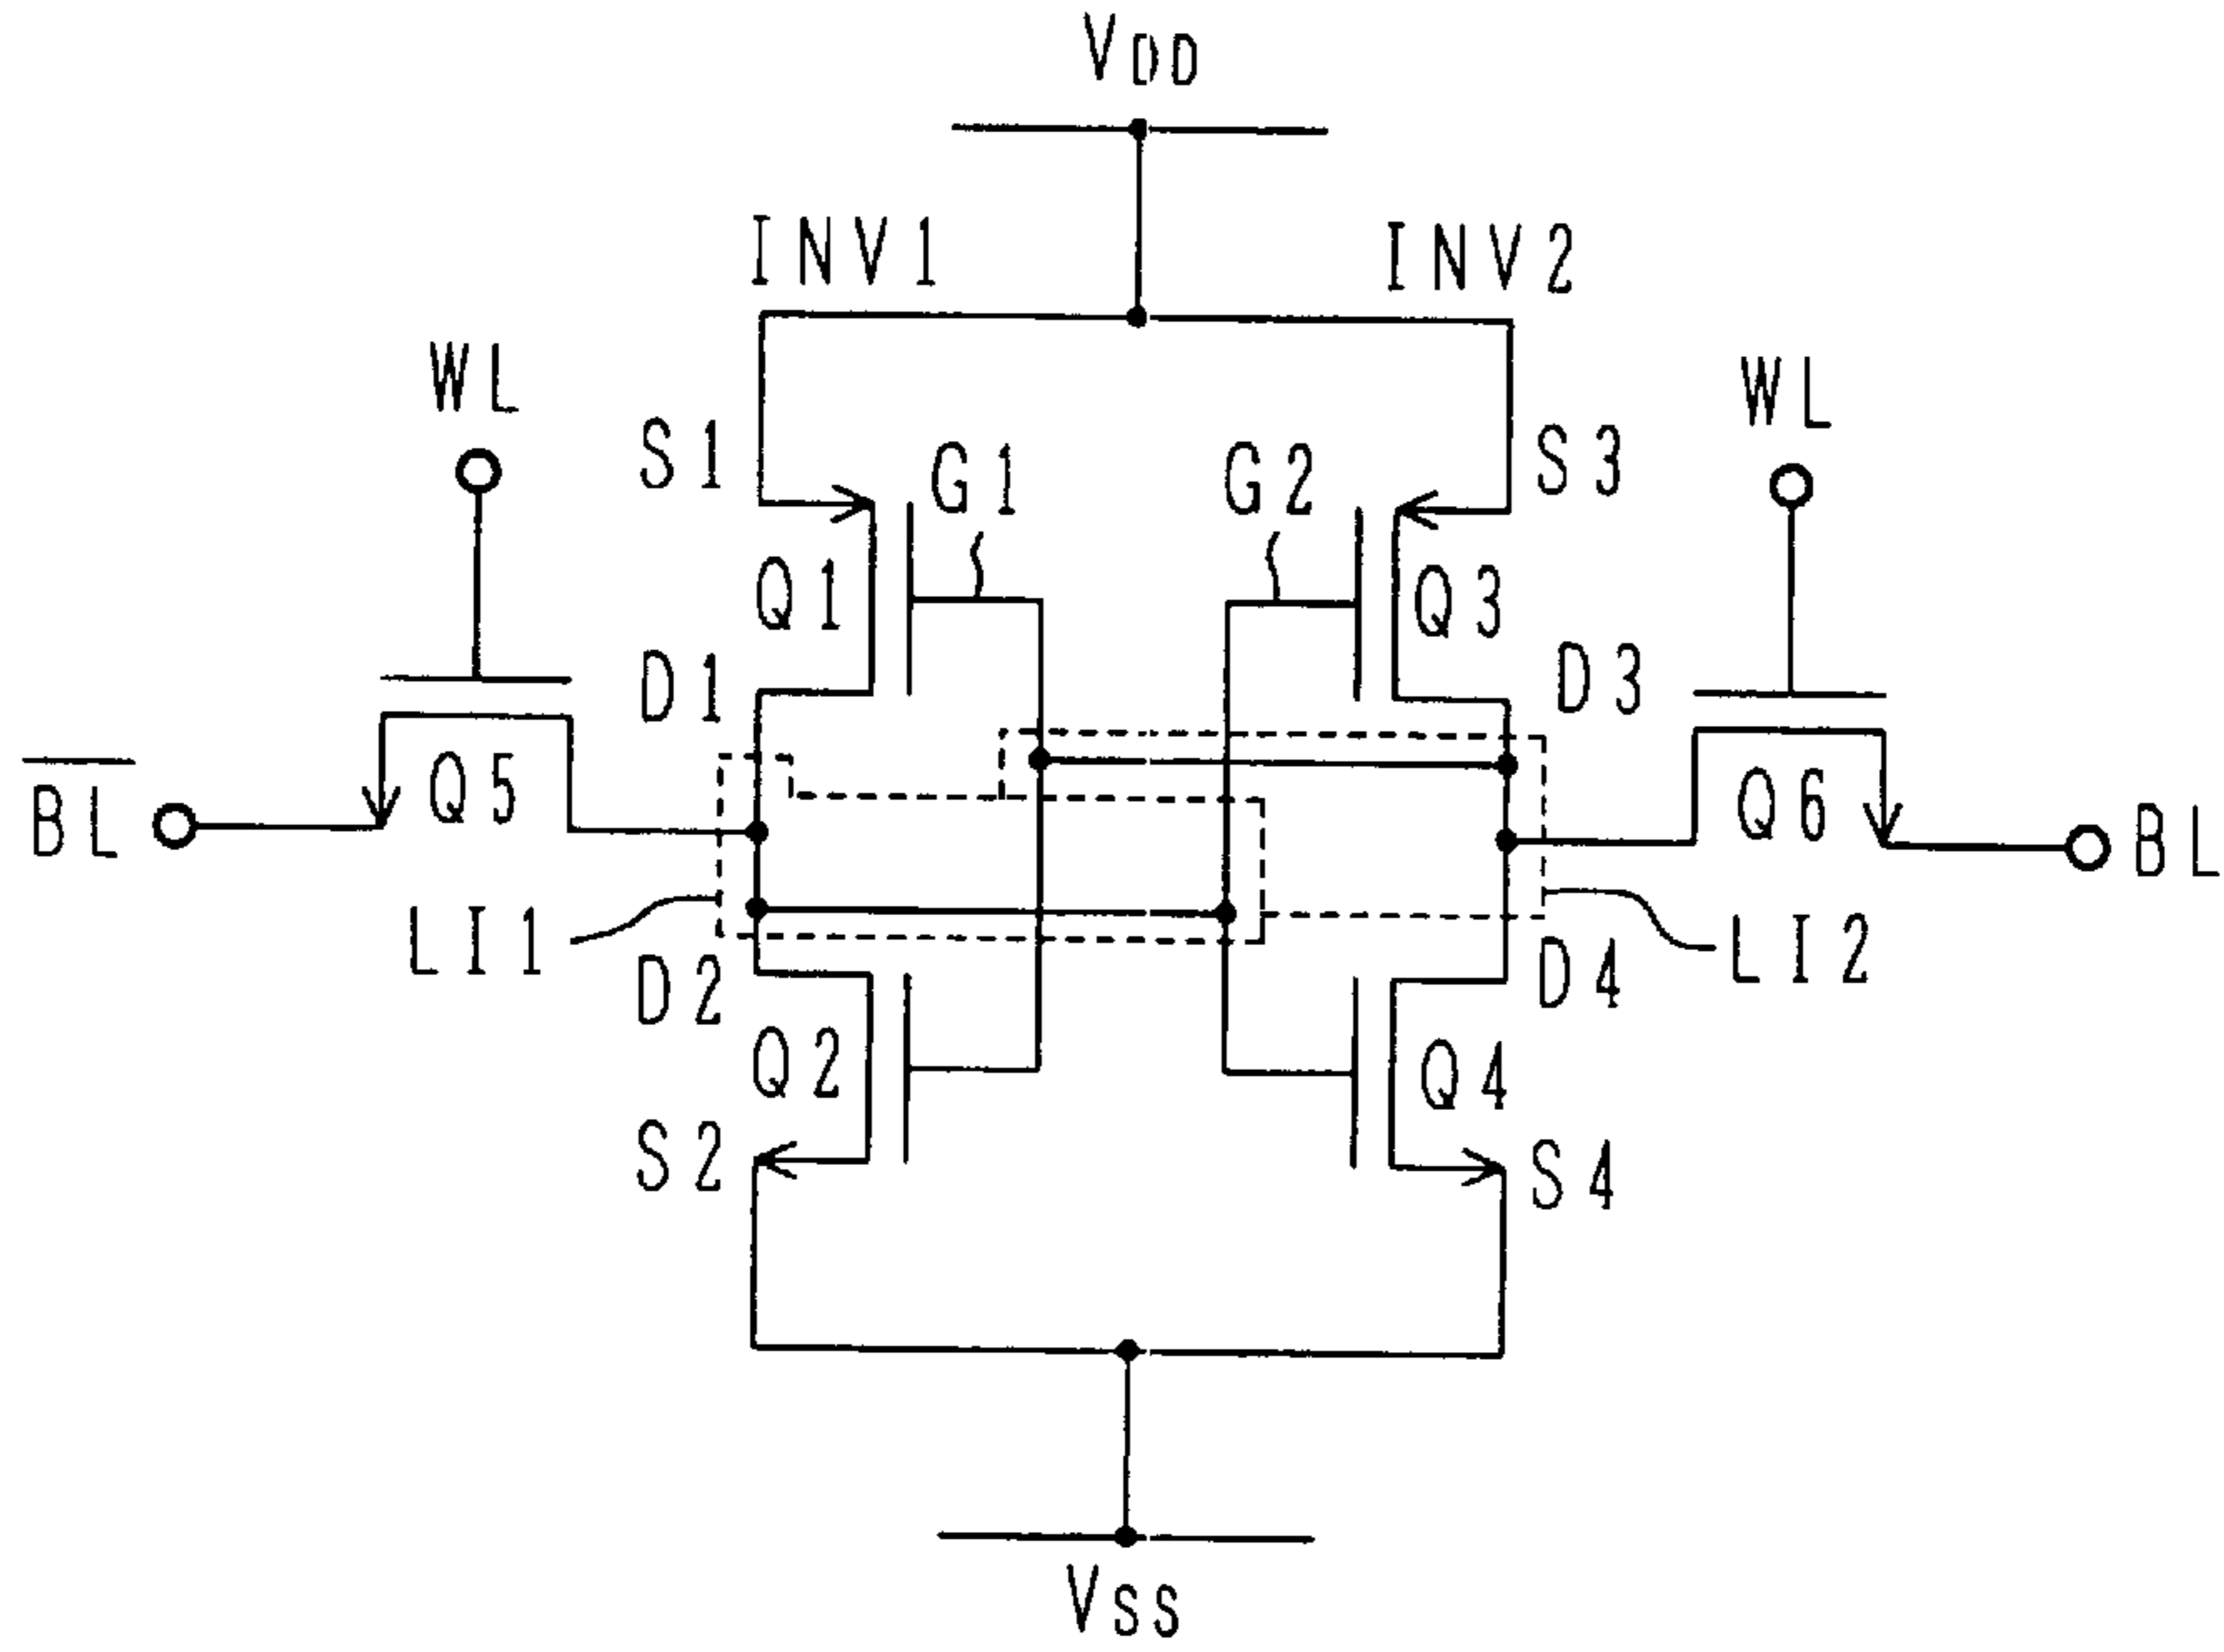 VDD
INV1
INV2
WL
WL
S1
G1
G2
S3
Q1
Q3
D1
D3
Q5
Q6
B̅L̅
BL
LI1
LI2
D2
D4
Q2
Q4
S2
S4
VSS